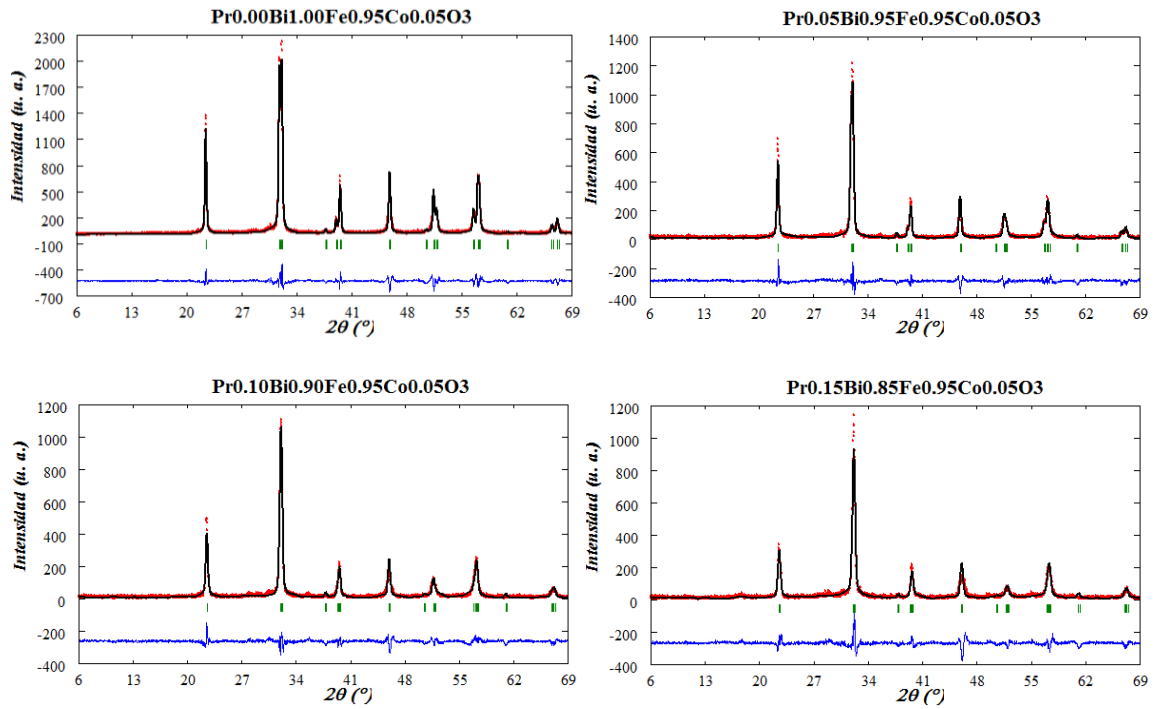 Pr0.00Bi1.00Fe0.95Co0.05O3
Intensidad (u. a.)
2300
2000
1700
1400
1100
800
500
200
-100
-400
-700
6 13 20 27 34 41 48 55 62 69
2θ (°)
Pr0.05Bi0.95Fe0.95Co0.05O3
Intensidad (u. a.)
1400
1200
1000
800
600
400
200
0
-200
-400
6 13 20 27 34 41 48 55 62 69
2θ (°)
Pr0.10Bi0.90Fe0.95Co0.05O3
Intensidad (u. a.)
1200
1000
800
600
400
200
0
-200
-400
6 13 20 27 34 41 48 55 62 69
2θ (°)
Pr0.15Bi0.85Fe0.95Co0.05O3
Intensidad (u. a.)
1200
1000
800
600
400
200
0
-200
-400
6 13 20 27 34 41 48 55 62 69
2θ (°)